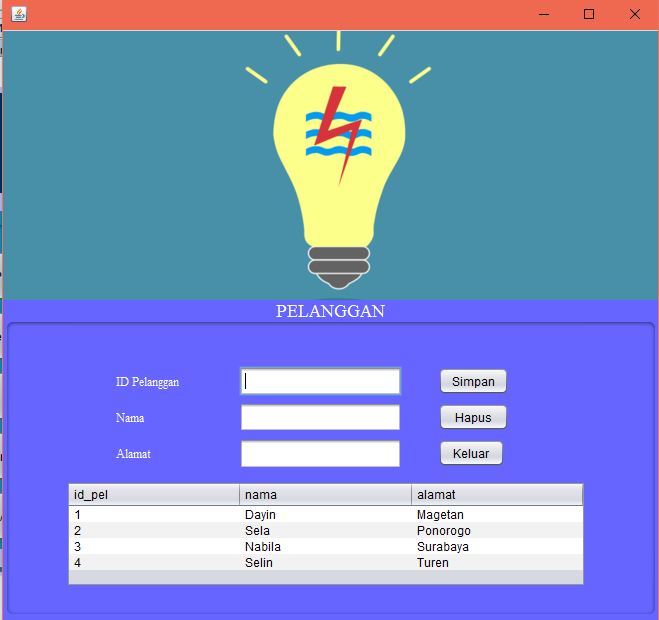 PELANGGAN
ID Pelanggan
Simpan
Nama
Hapus
Alamat
Keluar
id_pel nama alamat
1 Dayin Magetan
2 Sela Ponorogo
3 Nabila Surabaya
4 Selin Turen